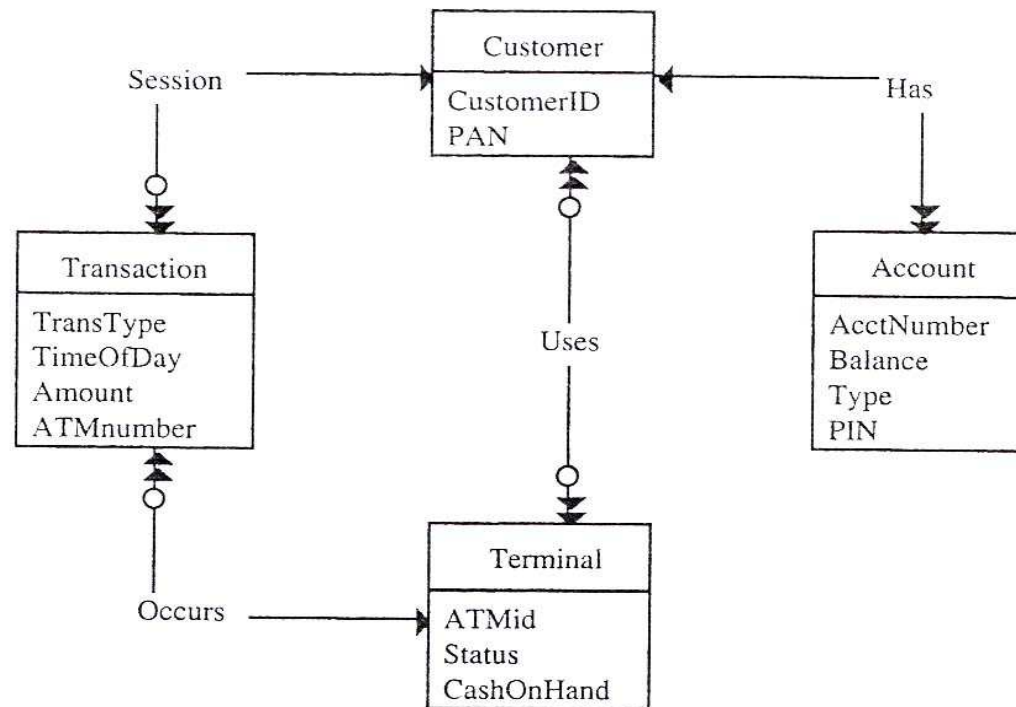 Customer
CustomerID
PAN
Session
Has
Transaction
TransType
TimeOfDay
Amount
ATMnumber
Uses
Account
AcctNumber
Balance
Type
PIN
Occurs
Terminal
ATMid
Status
CashOnHand